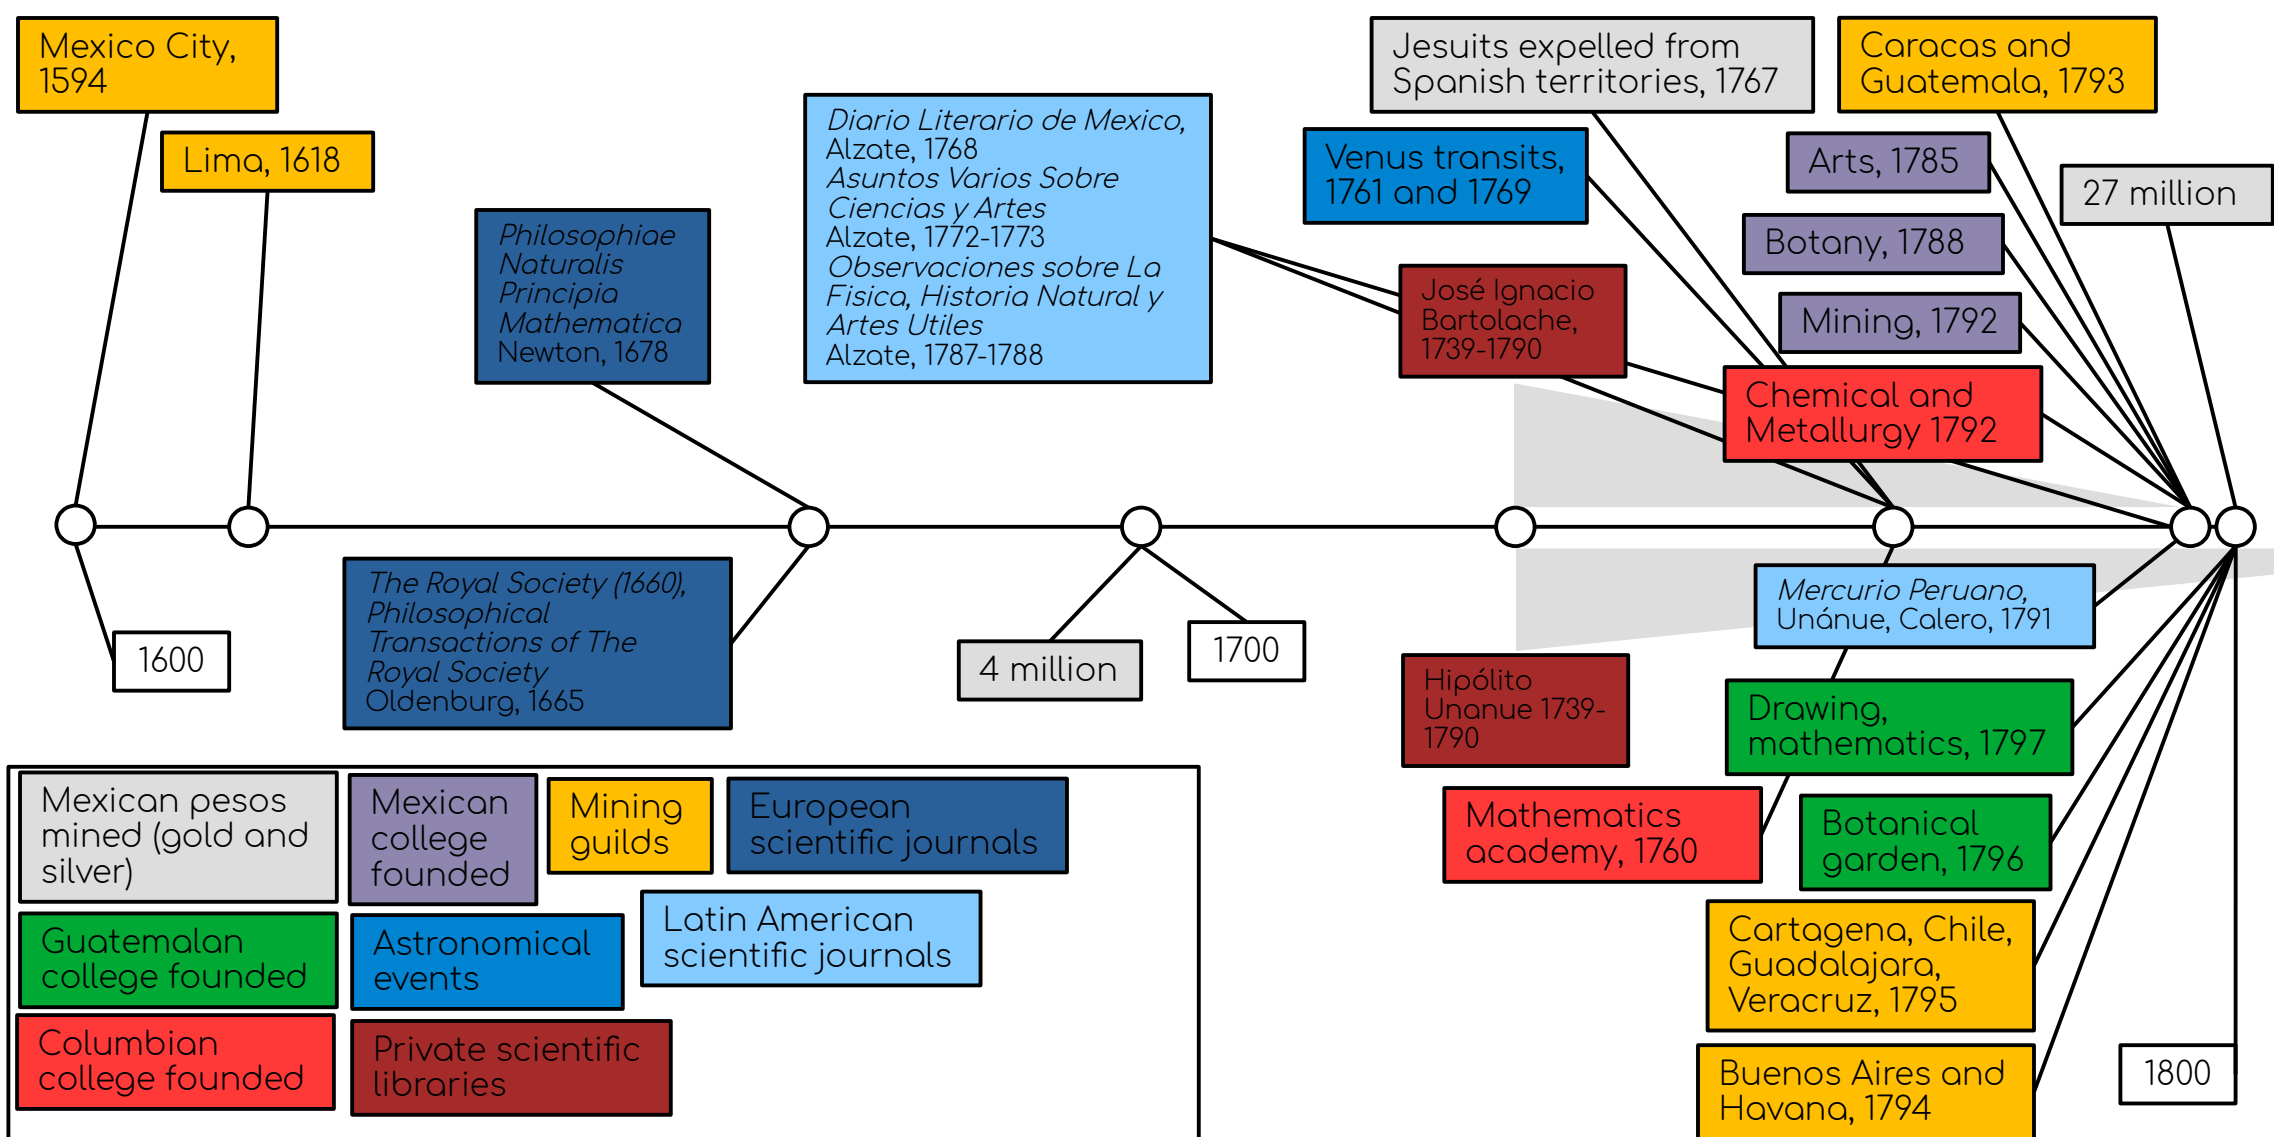 Mexico City,
1594
Lima, 1618
Philosophiae
Naturalis
Principia
Mathematica
Newton, 1678
Diario Literario de Mexico,
Alzate, 1768
Asuntos Varios Sobre
Ciencias y Artes
Alzate, 1772-1773
Observaciones sobre La
Fisica, Historia Natural y
Artes Utiles
Alzate, 1787-1788
Jesuits expelled from
Spanish territories, 1767
Venus transits,
1761 and 1769
José Ignacio
Bartolache,
1739-1790
Caracas and
Guatemala, 1793
Arts, 1785
Botany, 1788
Mining, 1792
27 million
Chemical and
Metallurgy 1792
1600
The Royal Society (1660),
Philosophical
Transactions of The
Royal Society
Oldenburg, 1665
4 million
1700
Mercurio Peruano,
Unánue, Calero, 1791
Hipólito
Unanue 1739-
1790
Drawing,
mathematics, 1797
Mathematics
academy, 1760
Botanical
garden, 1796
Cartagena, Chile,
Guadalajara,
Veracruz, 1795
Buenos Aires and
Havana, 1794
1800
Mexican pesos
mined (gold and
silver)
Mexican
college
founded
Mining
guilds
European
scientific journals
Guatemalan
college founded
Astronomical
events
Latin American
scientific journals
Columbian
college founded
Private scientific
libraries